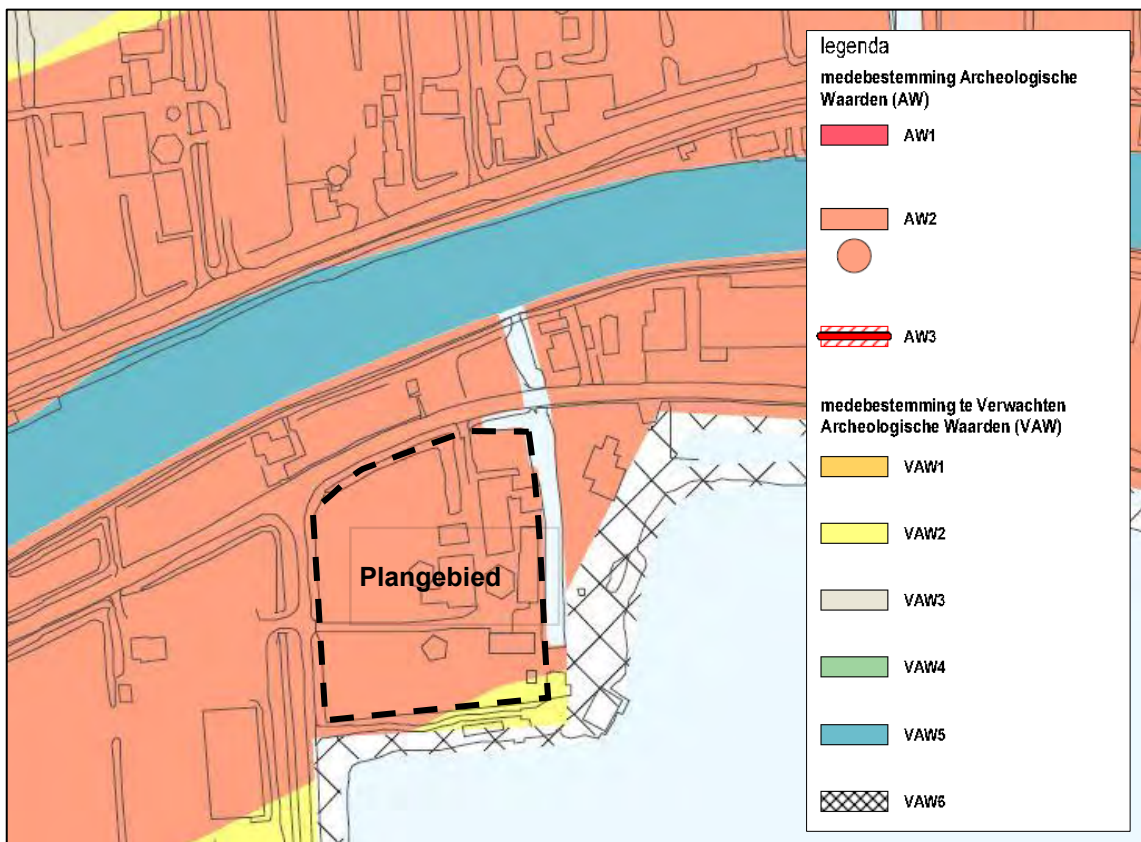 legenda
medebestemming Archeologische
Waarden (AW)
AW1
AW2
AW3
medebestemming te Verwachten
Archeologische Waarden (VAW)
VAW1
VAW2
VAW3
VAW4
VAW5
VAW6
Plangebied